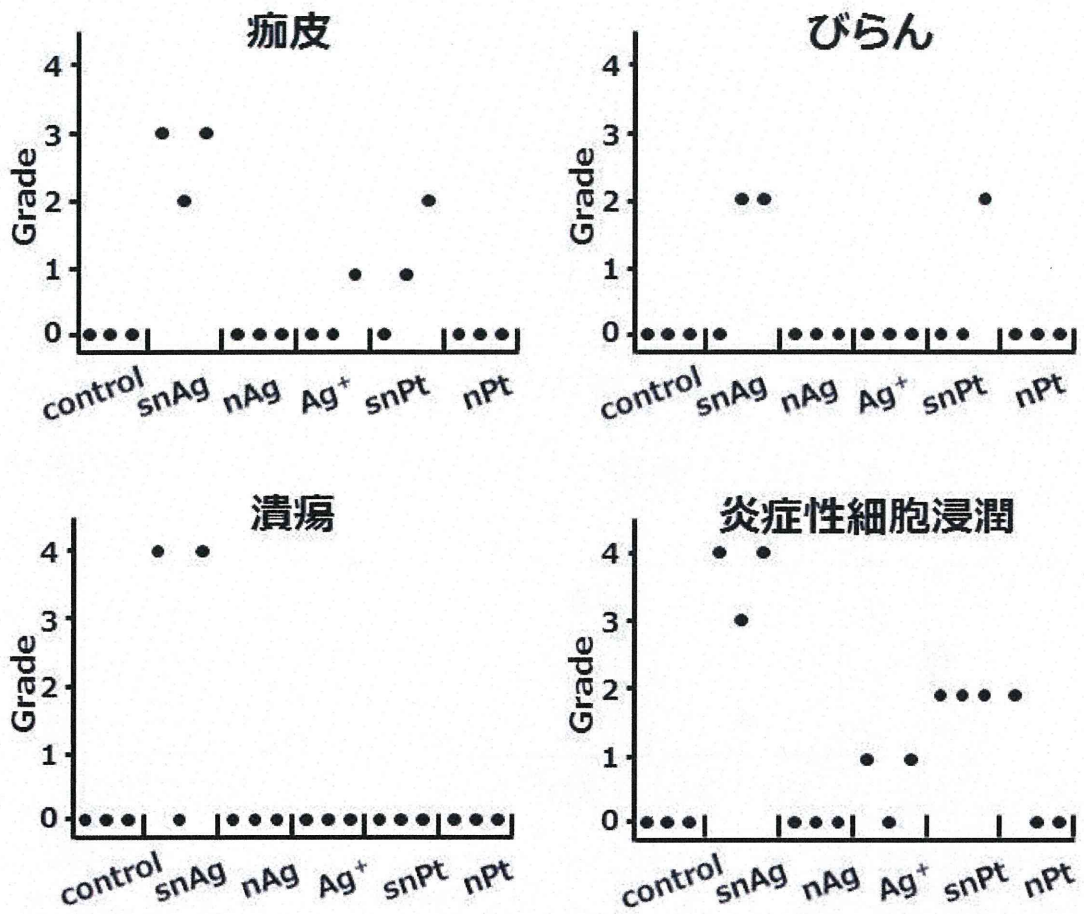 痂皮
Grade
4
3
2
1
0
control snAg nAg Ag⁺ snPt nPt
びらん
Grade
4
3
2
1
0
control snAg nAg Ag⁺ snPt nPt
潰瘍
Grade
4
3
2
1
0
control snAg nAg Ag⁺ snPt nPt
炎症性細胞浸潤
Grade
4
3
2
1
0
control snAg nAg Ag⁺ snPt nPt